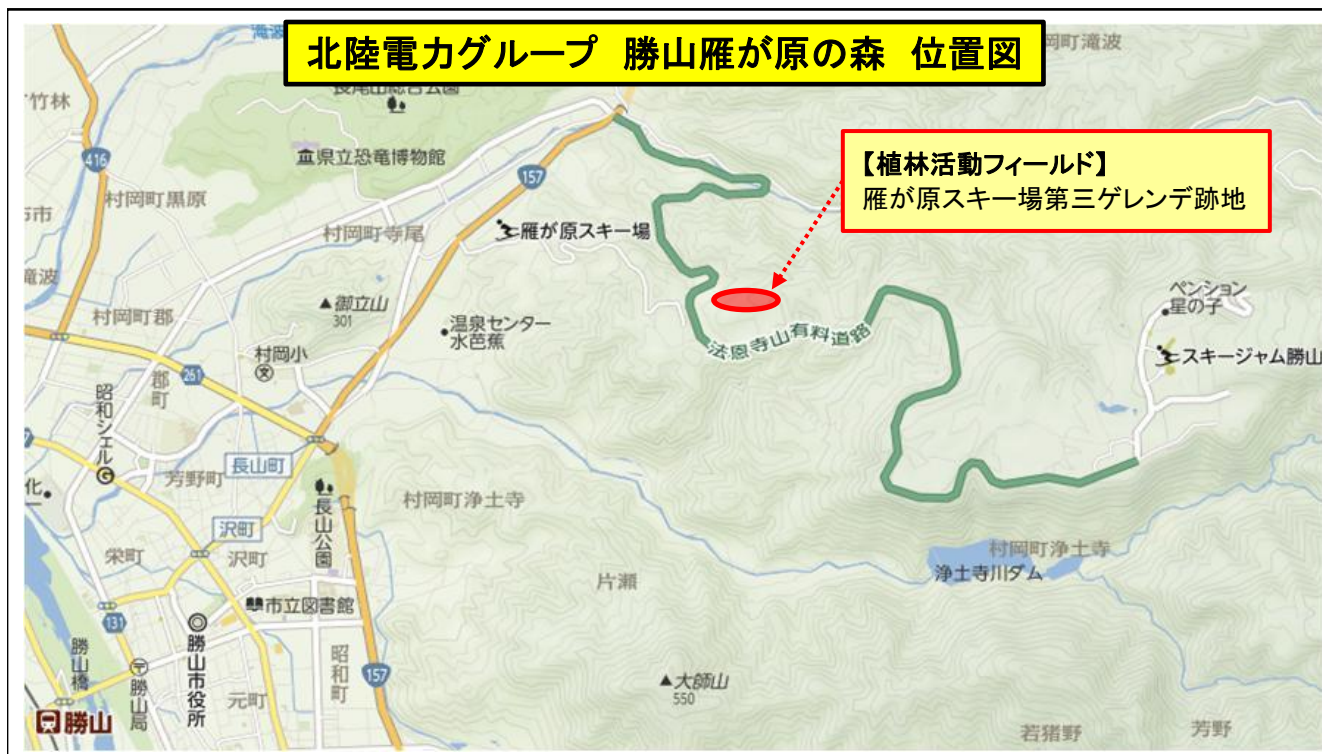 北陸電力グループ 勝山雁が原の森 位置図
滝波
村岡町滝波
長尾山総合公園
竹林
県立恐竜博物館
416
157
【植林活動フィールド】
雁が原スキー場第三ゲレンデ跡地
村岡町黒原
布市
村岡町寺尾
雁が原スキー場
滝波
御立山
301
村岡町郡
温泉センター
水芭蕉
法恩寺山有料道路
ペンション
星の子
スキージャム勝山
村岡小
文
261
郡町
昭和シェル
G
長山町
芳野町
化
長山公園
村岡町浄土寺
沢町
沢町
栄町
村岡町浄土寺
浄土寺川ダム
片瀬
市立図書館
131
勝山橋
勝山局
勝山市役所
昭和町
157
元町
大師山
550
勝山
若猪野
芳野